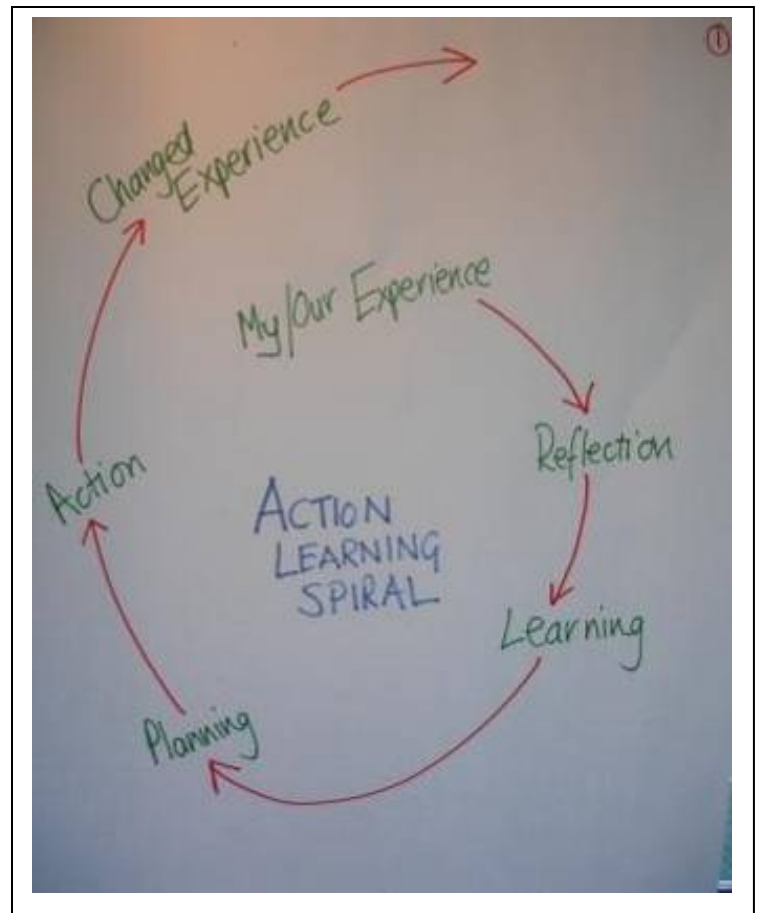 1
Changed
Experience
My/Our Experience
Reflection
Action
ACTION
LEARNING
SPIRAL
Learning
Planning